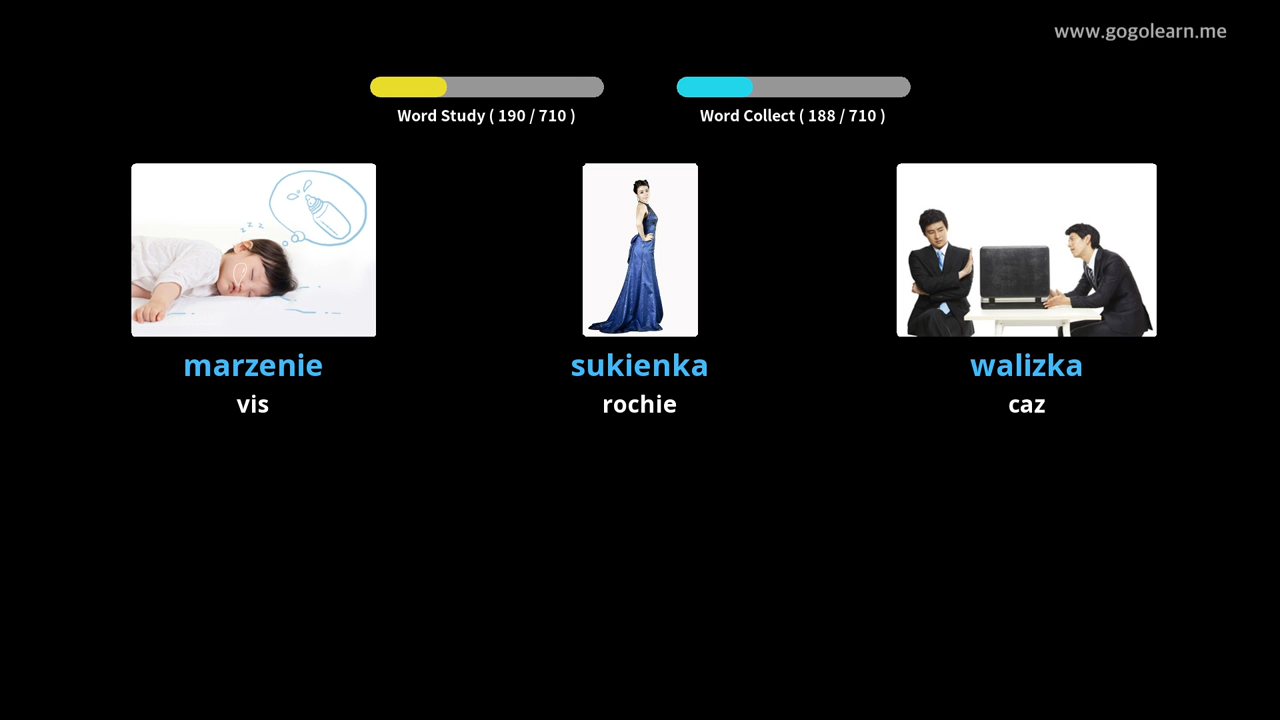 www.gogolearn.me
Word Study ( 190 / 710 )
Word Collect ( 188 / 710 )
z z z
marzenie
sukienka
walizka
vis
rochie
caz